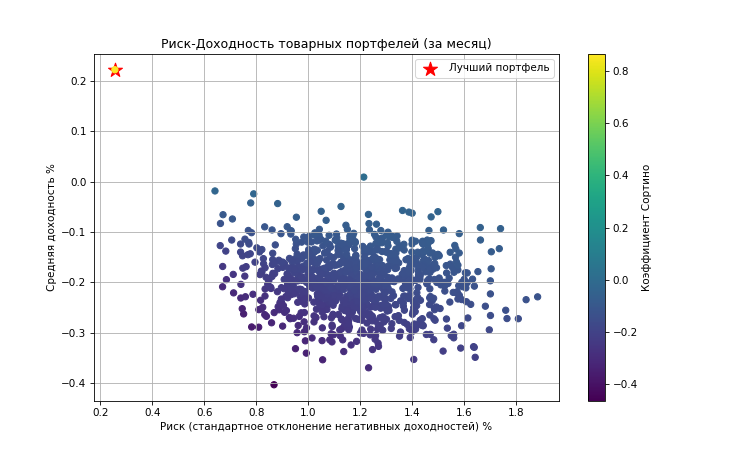 Риск-Доходность товарных портфелей (за месяц)
Лучший портфель
Средняя доходность %
0.2
0.1
0.0
−0.1
−0.2
−0.3
−0.4
0.2 0.4 0.6 0.8 1.0 1.2 1.4 1.6 1.8
Риск (стандартное отклонение негативных доходностей) %
0.8
0.6
0.4
0.2
0.0
−0.2
−0.4
Коэффициент Сортино